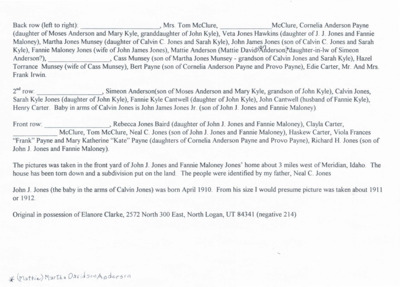 Back row (left to right): ____________________, Mrs. Tom McClure, ____________ McClure, Cornelia Anderson Payne
(daughter of Moses Anderson and Mary Kyle, granddaughter of John Kyle), Veta Jones Hawkins (daughter of J. J. Jones and Fannie
Maloney), Martha Jones Munsey (daughter of Calvin C. Jones and Sarah Kyle), John James Jones (son of Calvin C. Jones and Sarah
Kyle), Fannie Maloney Jones (wife of John James Jones), Mattie Anderson (Mattie David Anderson?daughter-in-lw of Simeon
Anderson?), ________________, Cass Munsey (son of Martha Jones Munsey - grandson of Calvin Jones and Sarah Kyle), Hazel
Torrance Munsey (wife of Cass Munsey), Bert Payne (son of Cornelia Anderson Payne and Provo Payne), Edie Carter, Mr. And Mrs.
Frank Irwin.
2nd row: ________________, Simeon Anderson(son of Moses Anderson and Mary Kyle, grandson of John Kyle), Calvin Jones,
Sarah Kyle Jones (daughter of John Kyle), Fannie Kyle Cantwell (daughter of John Kyle), John Cantwell (husband of Fannie Kyle),
Henry Carter. Baby in arms of Calvin Jones is John James Jones Jr. (son of John J. Jones and Fannie Maloney)
Front row: ________________, Rebecca Jones Baird (daughter of John J. Jones and Fannie Maloney), Clayla Carter,
____________ McClure, Tom McClure, Neal C. Jones (son of John J. Jones and Fannie Maloney), Haskew Carter, Viola Frances
"Frank" Payne and Mary Katherine "Kate" Payne (daughters of Cornelia Anderson Payne and Provo Payne), Richard H. Jones (son of
John J. Jones and Fannie Maloney).
The pictures was taken in the front yard of John J. Jones and Fannie Maloney Jones' home about 3 miles west of Meridian, Idaho. The
house has been torn down and a subdivision put on the land. The people were identified by my father, Neal C. Jones
John J. Jones (the baby in the arms of Calvin Jones) was born April 1910. From his size I would presume picture was taken about 1911
or 1912.
Original in possession of Elanore Clarke, 2572 North 300 East, North Logan, UT 84341 (negative 214)
* (Mattie) Martha Davidson Anderson